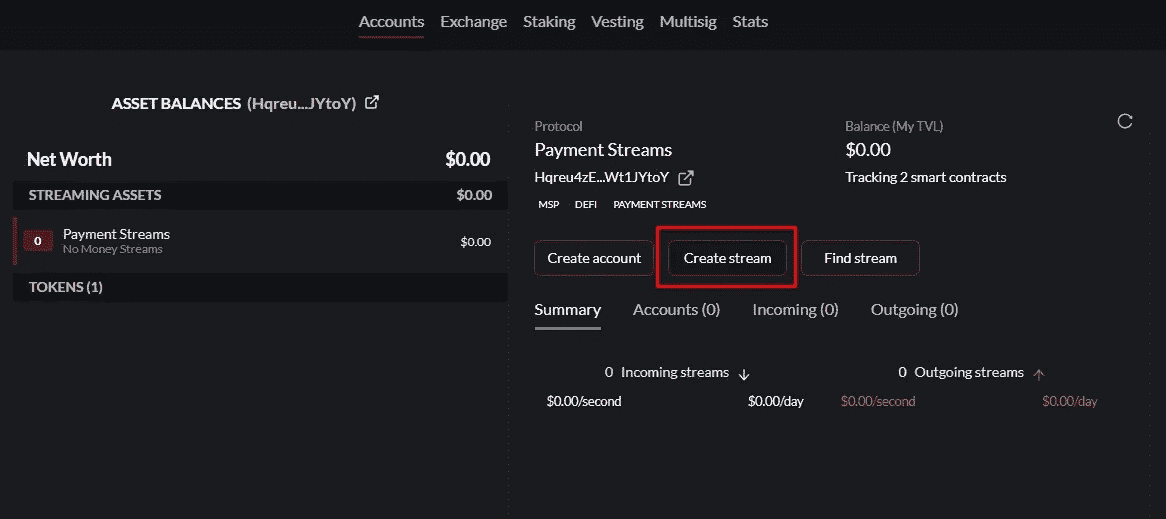 Accounts Exchange Staking Vesting Multisig Stats
ASSET BALANCES (Hqreu...JYtoY)
Net Worth $0.00
STREAMING ASSETS $0.00
0 Payment Streams $0.00
No Money Streams
TOKENS (1)
Protocol Balance (My TVL)
Payment Streams $0.00
Hqreu4zE...Wt1JYtoY Tracking 2 smart contracts
MSP DEFI PAYMENT STREAMS
Create account Create stream Find stream
Summary Accounts (0) Incoming (0) Outgoing (0)
0 Incoming streams 0 Outgoing streams
$0.00/second $0.00/day $0.00/second $0.00/day